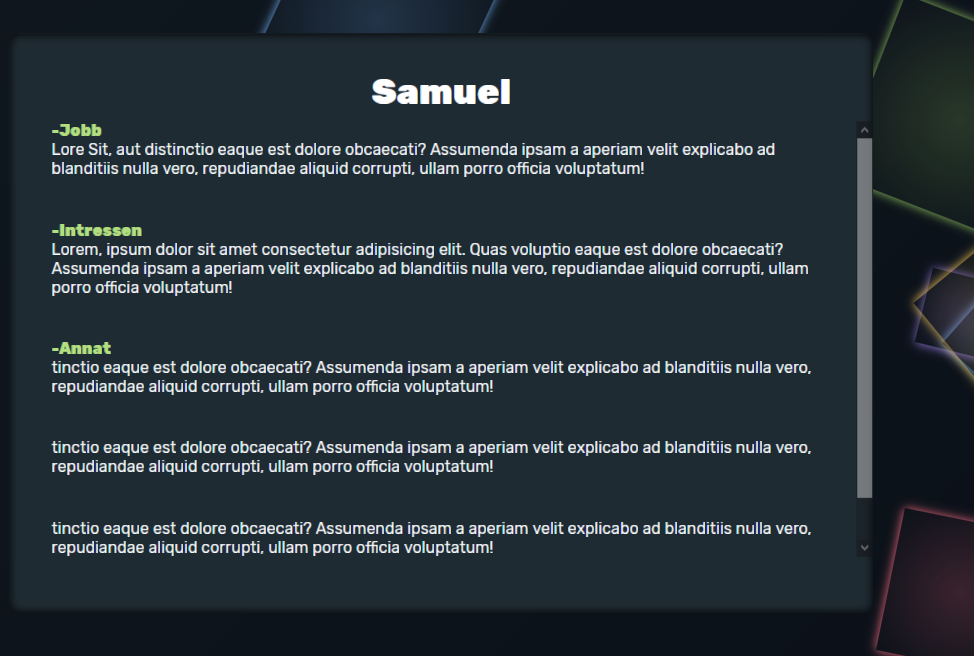 Samuel
-Jobb
Lore Sit, aut distinctio eaque est dolore obcaecati? Assumenda ipsam a aperiam velit explicabo ad
blanditiis nulla vero, repudiandae aliquid corrupti, ullam porro officia voluptatum!
-Intressen
Lorem, ipsum dolor sit amet consectetur adipisicing elit. Quas voluptio eaque est dolore obcaecati?
Assumenda ipsam a aperiam velit explicabo ad blanditiis nulla vero, repudiandae aliquid corrupti, ullam
porro officia voluptatum!
-Annat
tinctio eaque est dolore obcaecati? Assumenda ipsam a aperiam velit explicabo ad blanditiis nulla vero,
repudiandae aliquid corrupti, ullam porro officia voluptatum!
tinctio eaque est dolore obcaecati? Assumenda ipsam a aperiam velit explicabo ad blanditiis nulla vero,
repudiandae aliquid corrupti, ullam porro officia voluptatum!
tinctio eaque est dolore obcaecati? Assumenda ipsam a aperiam velit explicabo ad blanditiis nulla vero,
repudiandae aliquid corrupti, ullam porro officia voluptatum!